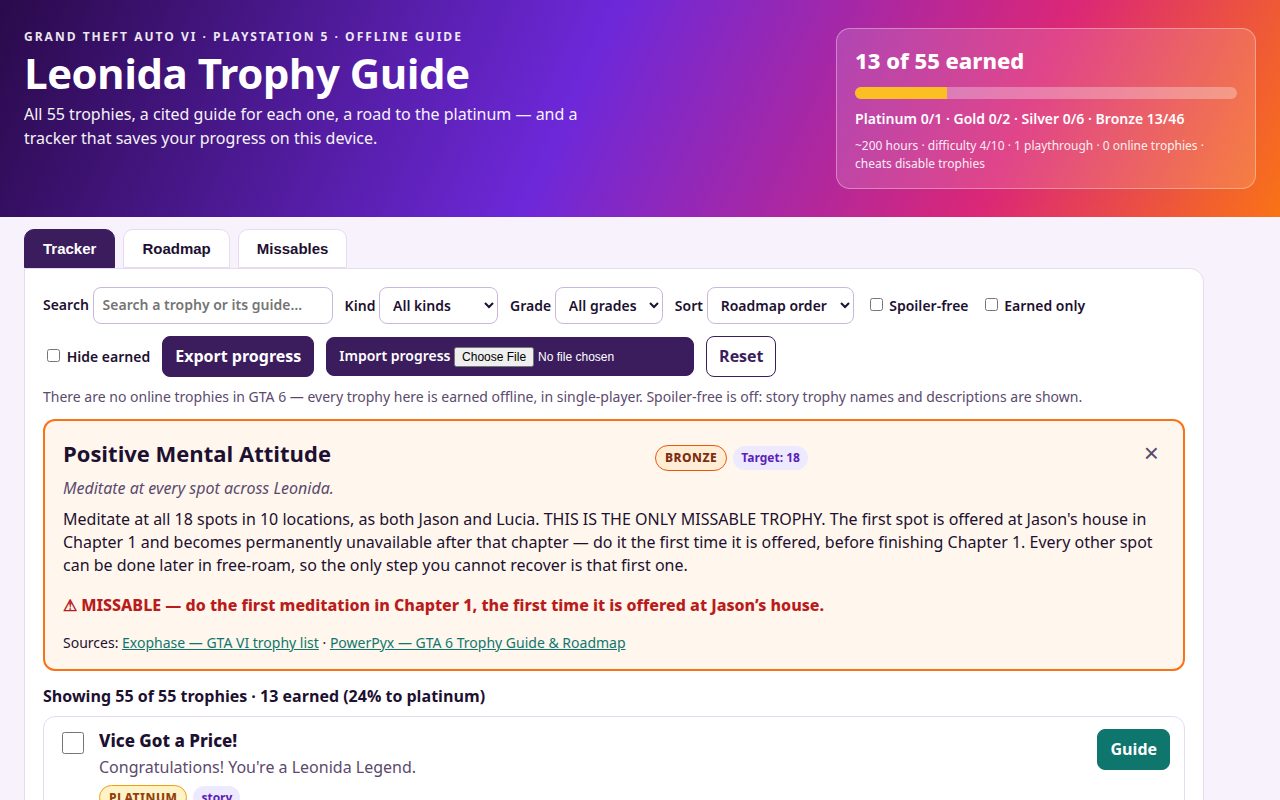 GRAND THEFT AUTO VI · PLAYSTATION 5 · OFFLINE GUIDE
Leonida Trophy Guide
All 55 trophies, a cited guide for each one, a road to the platinum — and a
tracker that saves your progress on this device.
13 of 55 earned
Platinum 0/1 · Gold 0/2 · Silver 0/6 · Bronze 13/46
~200 hours · difficulty 4/10 · 1 playthrough · 0 online trophies ·
cheats disable trophies
Tracker Roadmap Missables
Search Search a trophy or its guide... Kind All kinds Grade All grades Sort Roadmap order Spoiler-free Earned only
Hide earned Export progress Import progress Choose File No file chosen Reset
There are no online trophies in GTA 6 — every trophy here is earned offline, in single-player. Spoiler-free is off: story trophy names and descriptions are shown.
Positive Mental Attitude BRONZE Target: 18 ✕
Meditate at every spot across Leonida.
Meditate at all 18 spots in 10 locations, as both Jason and Lucia. THIS IS THE ONLY MISSABLE TROPHY. The first spot is offered at Jason's house in
Chapter 1 and becomes permanently unavailable after that chapter — do it the first time it is offered, before finishing Chapter 1. Every other spot
can be done later in free-roam, so the only step you cannot recover is that first one.
⚠ MISSABLE — do the first meditation in Chapter 1, the first time it is offered at Jason’s house.
Sources: Exophase — GTA VI trophy list · PowerPyx — GTA 6 Trophy Guide & Roadmap
Showing 55 of 55 trophies · 13 earned (24% to platinum)
Vice Got a Price! Guide
Congratulations! You're a Leonida Legend.
PLATINUM story